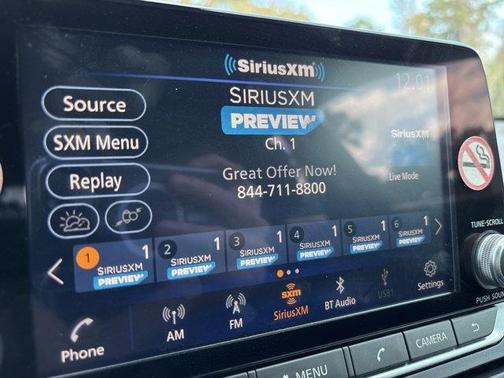 SiriusXM
12:01
Source
SIRIUSXM
PREVIEW
SXM Menu
Ch. 1
SiriusXM
Replay
Great Offer Now!
844-711-8800
Live Mode
1 SIRIUSXM PREVIEW 1
2 SIRIUSXM PREVIEW 1
3 SIRIUSXM PREVIEW 1
4 SIRIUSXM PREVIEW 1
5 SIRIUSXM PREVIEW 1
6 SIRIUSXM PREVIEW 1
TUNE-SCROLL
Phone
AM
FM
sxm
SiriusXM
BT Audio
USB1
Settings
PUSH SOUND
MENU
CAMERA